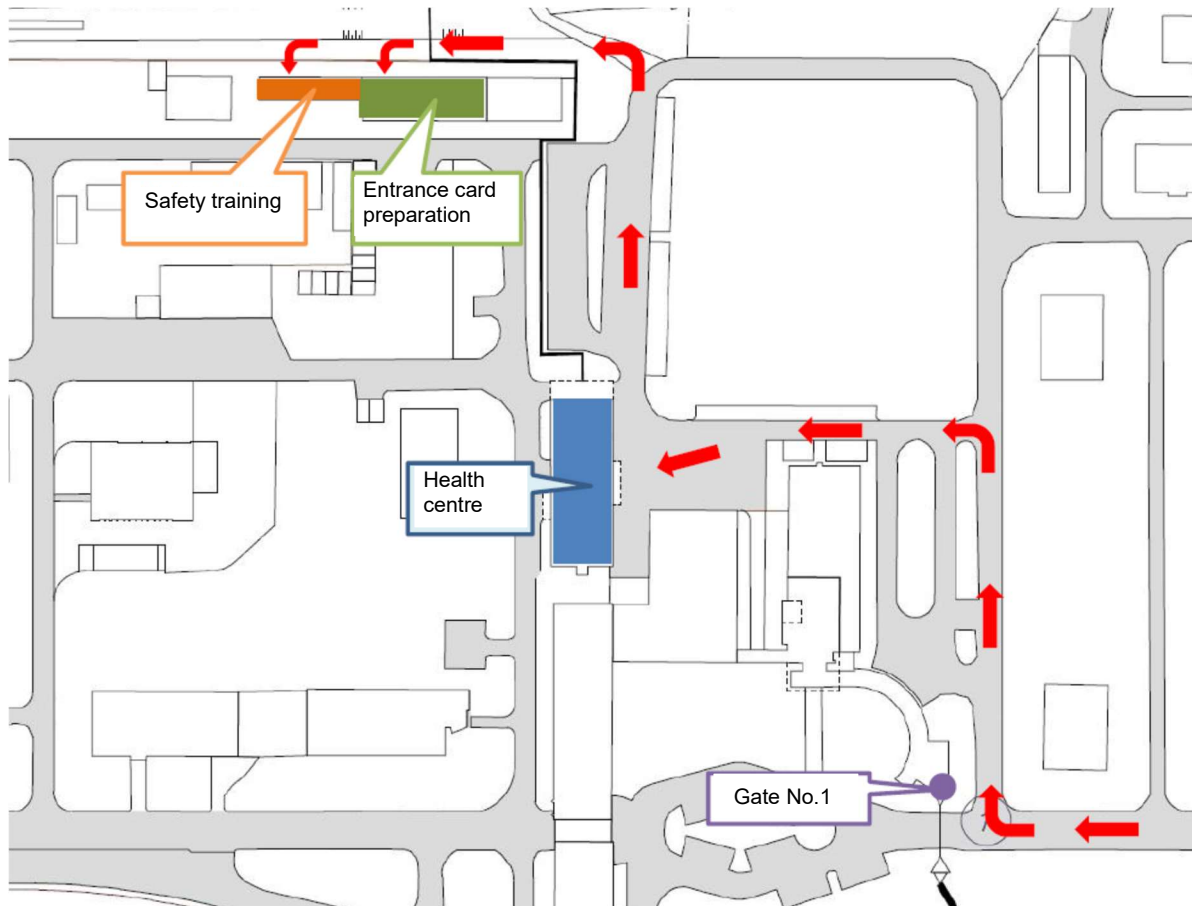 Safety training
Entrance card
preparation
Health
centre
Gate No.1